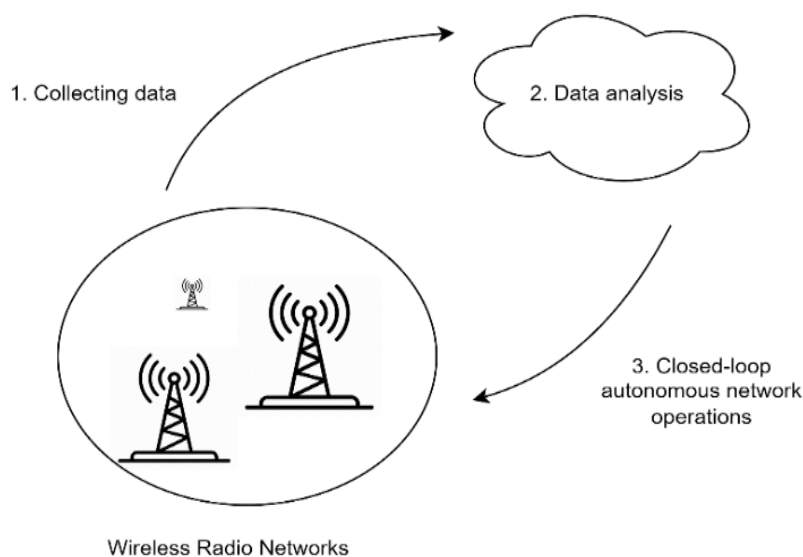 1. Collecting data
2. Data analysis
3. Closed-loop
autonomous network
operations
Wireless Radio Networks